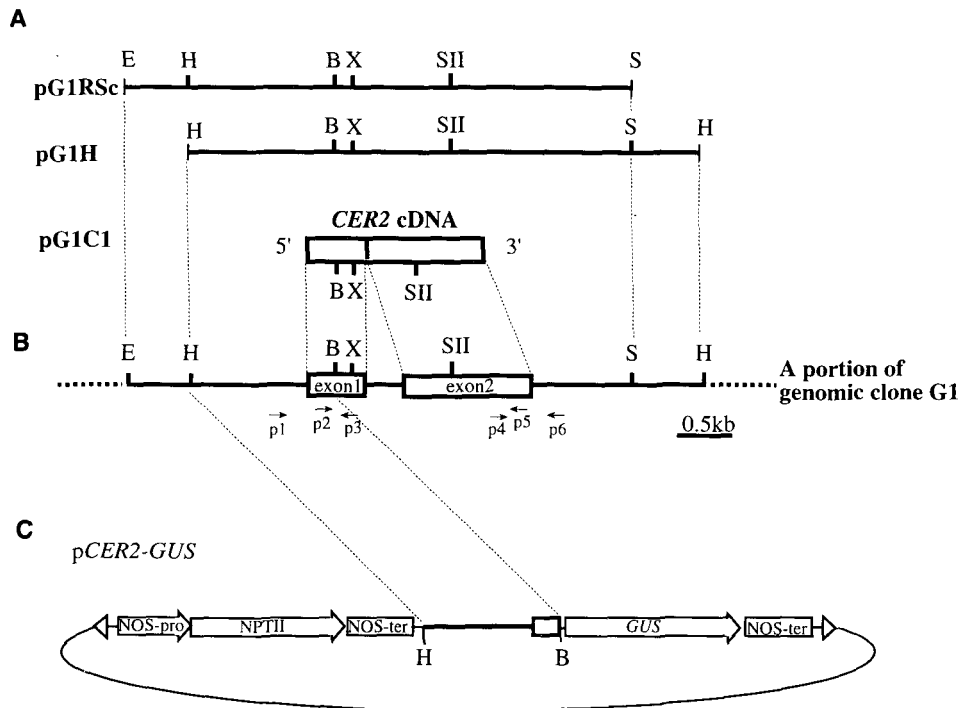 A
E H B X SII S
pG1RSc
H B X SII S H
pG1H
CER2 cDNA
pG1C1 5' 3'
B X SII
B
E H B X SII S H
exon1 exon2
A portion of
genomic clone G1
p1 p2 p3 p4 p5 p6
0.5kb
C
pCER2-GUS
NOS-pro NPTII NOS-ter GUS NOS-ter
H B